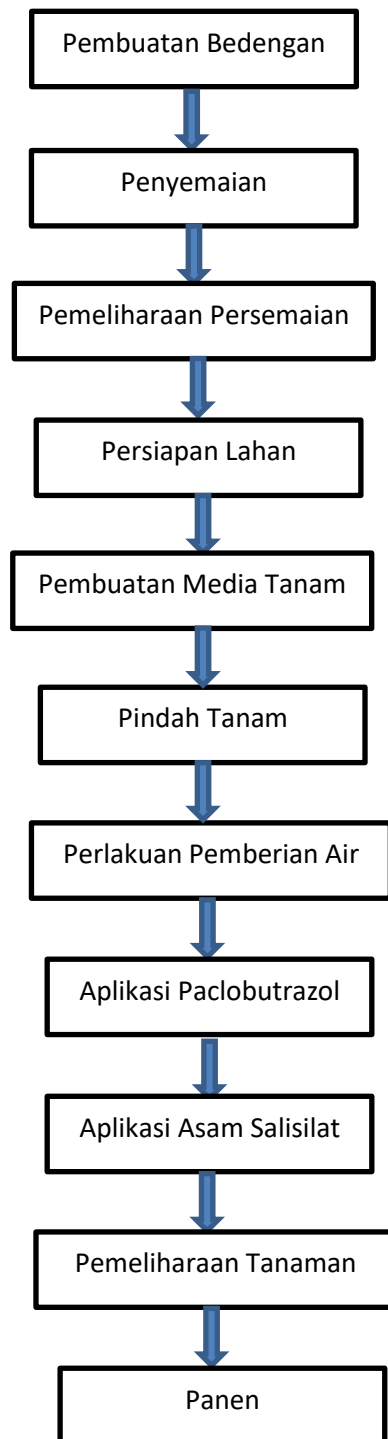 Pembuatan Bedengan
Penyemaian
Pemeliharaan Persemaian
Persiapan Lahan
Pembuatan Media Tanam
Pindah Tanam
Perlakuan Pemberian Air
Aplikasi Paclobutrazol
Aplikasi Asam Salisilat
Pemeliharaan Tanaman
Panen